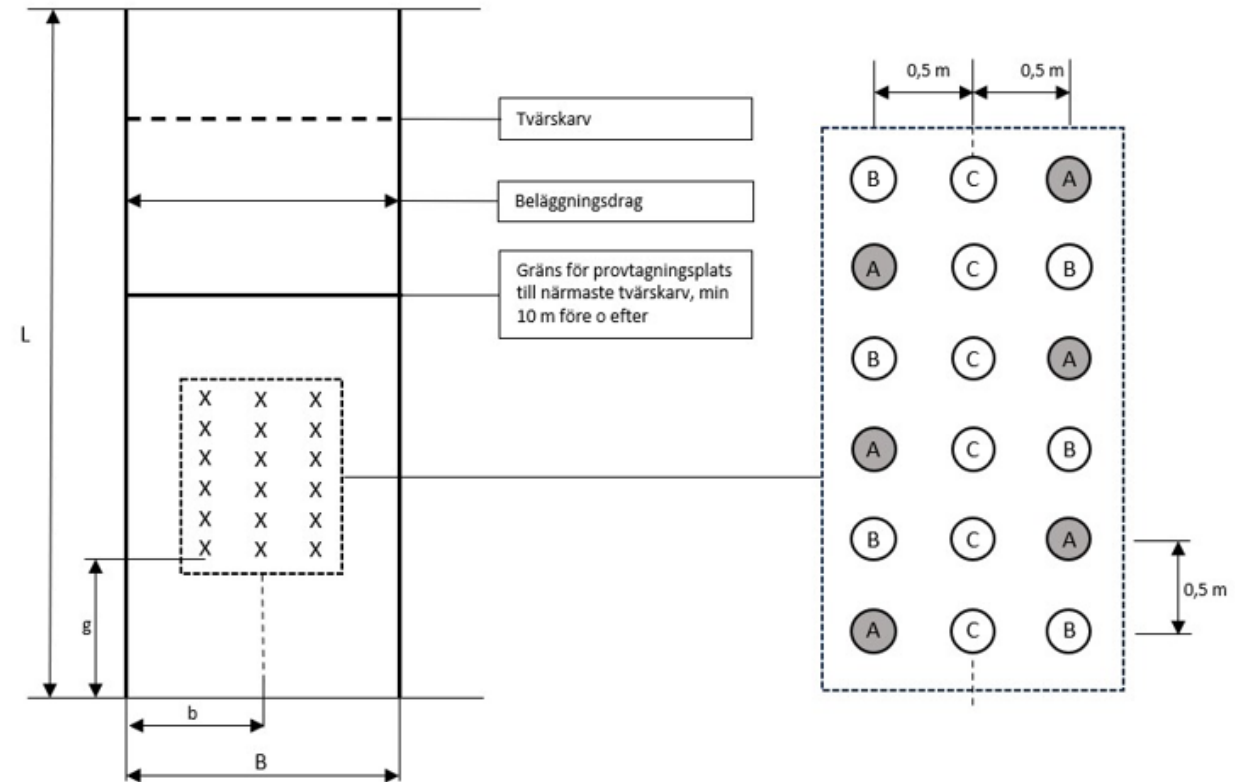 0,5 m 0,5 m
Tvärskarv
B C A
Beläggningsdrag
A C B
Gräns för provtagningsplats
till närmaste tvärskarv, min
10 m före o efter
L
B C A
X X X
X X X
X X X
X X X
X X X
X X X
A C B
B C A
0,5 m
A C B
g
b
B